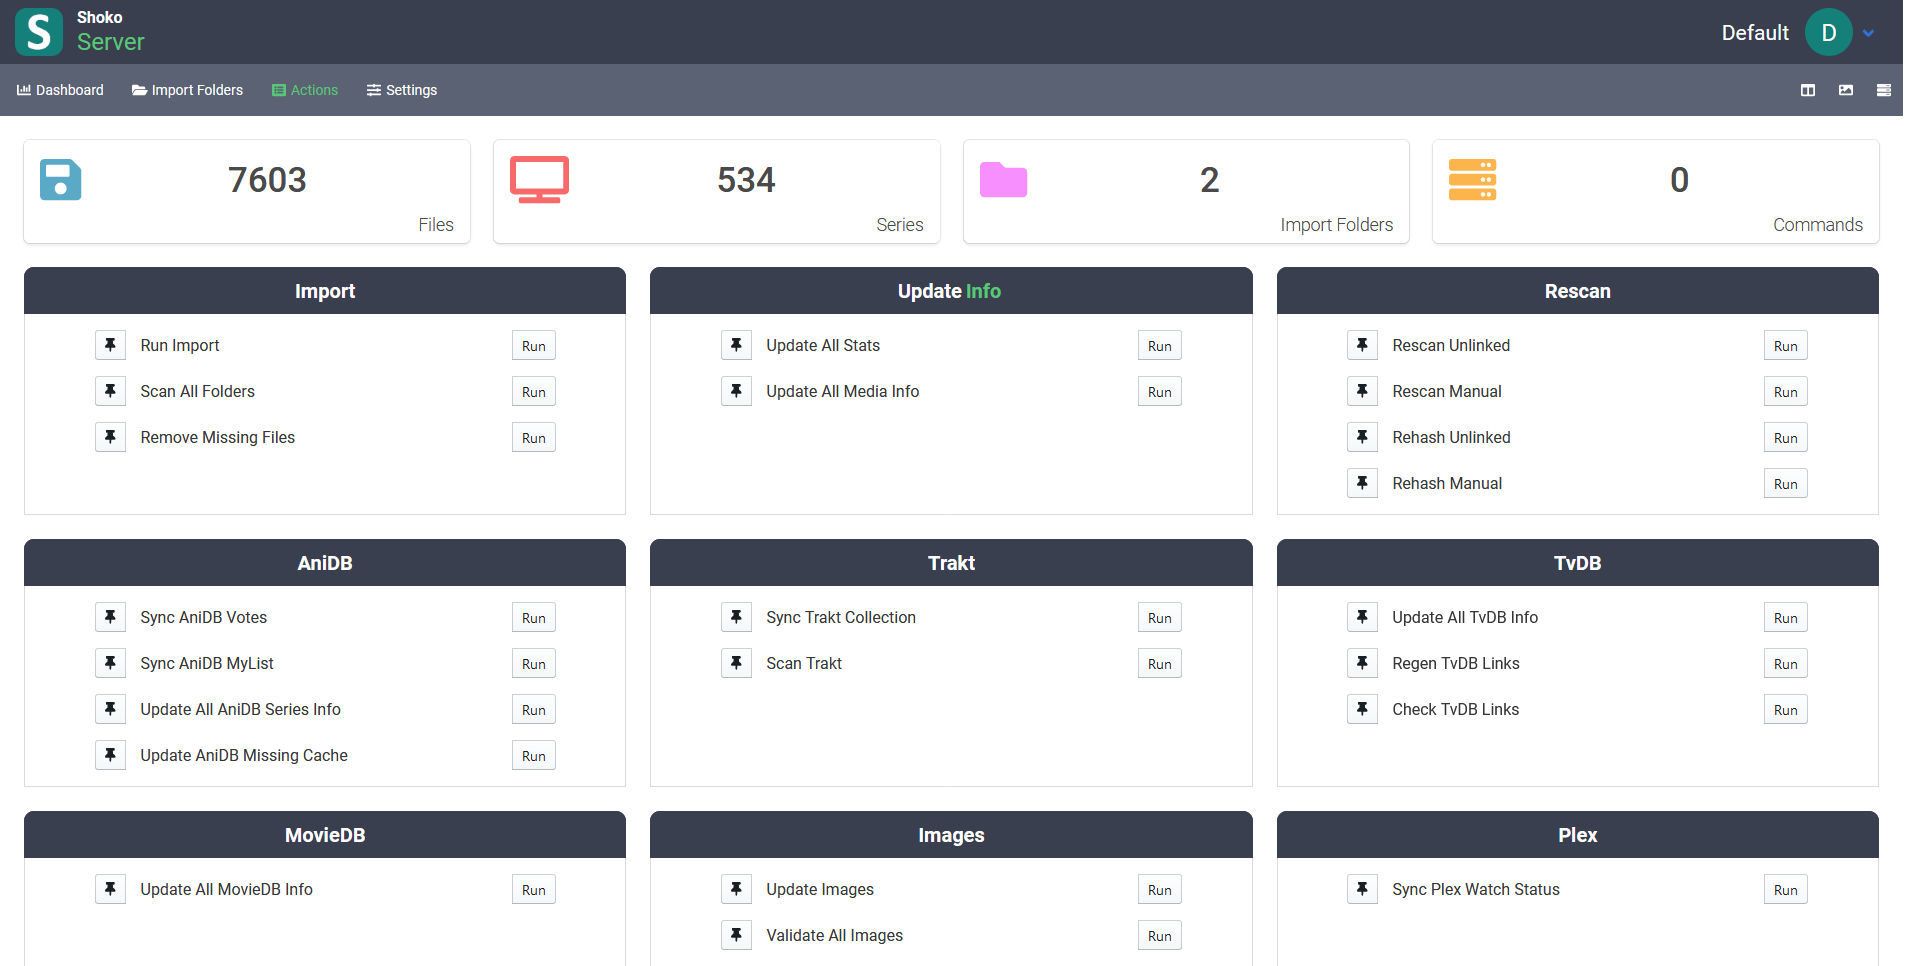 Shoko
Server
Default
D
Dashboard
Import Folders
Actions
Settings
7603
Files
534
Series
2
Import Folders
0
Commands
Import
Run Import
Run
Scan All Folders
Run
Remove Missing Files
Run
Update Info
Update All Stats
Run
Update All Media Info
Run
Rescan
Rescan Unlinked
Run
Rescan Manual
Run
Rehash Unlinked
Run
Rehash Manual
Run
AniDB
Sync AniDB Votes
Run
Sync AniDB MyList
Run
Update All AniDB Series Info
Run
Update AniDB Missing Cache
Run
Trakt
Sync Trakt Collection
Run
Scan Trakt
Run
TvDB
Update All TvDB Info
Run
Regen TvDB Links
Run
Check TvDB Links
Run
MovieDB
Update All MovieDB Info
Run
Images
Update Images
Run
Validate All Images
Run
Plex
Sync Plex Watch Status
Run